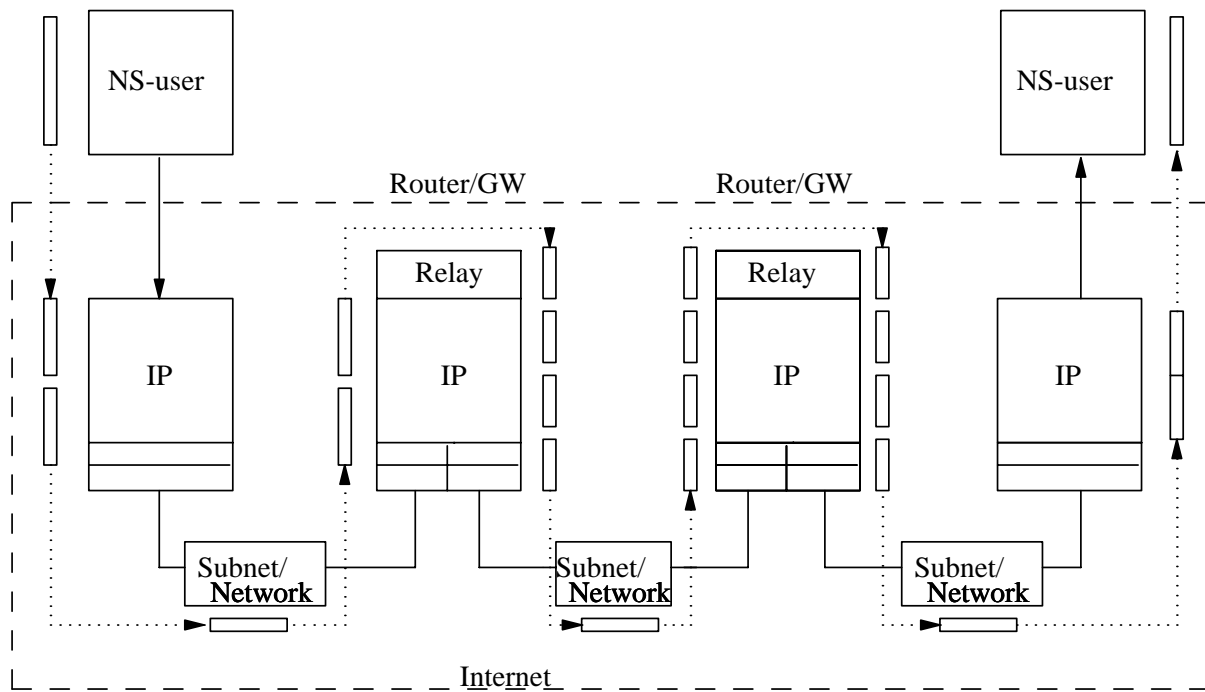 NS-user
NS-user
Router/GW
Router/GW
Relay
Relay
IP
IP
IP
IP
Subnet/
Network
Subnet/
Network
Subnet/
Network
Internet